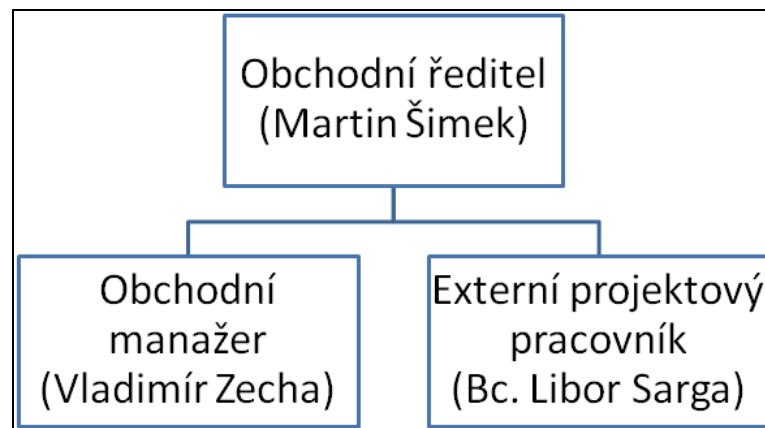 Obchodní ředitel
(Martin Šimek)
Obchodní
manažer
(Vladimír Zecha)
Externí projektový
pracovník
(Bc. Libor Sarga)